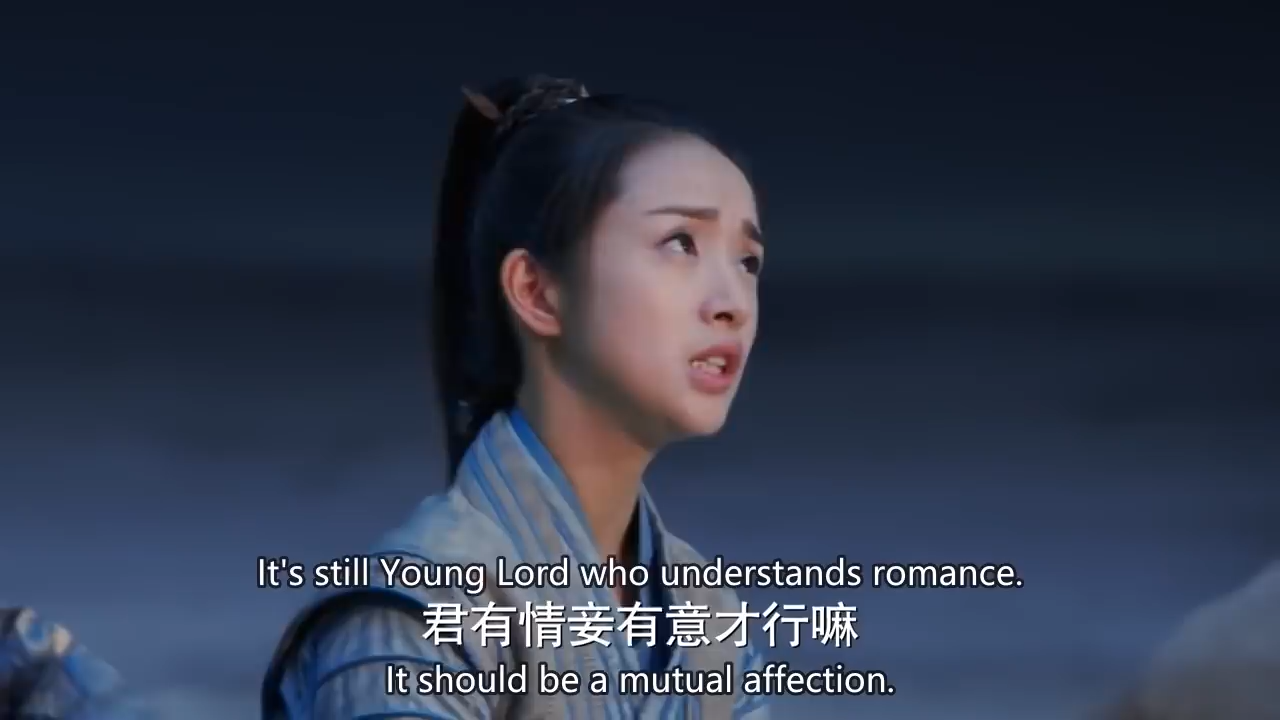 It's still Young Lord who understands romance.
君有情妾有意才行嘛
It should be a mutual affection.